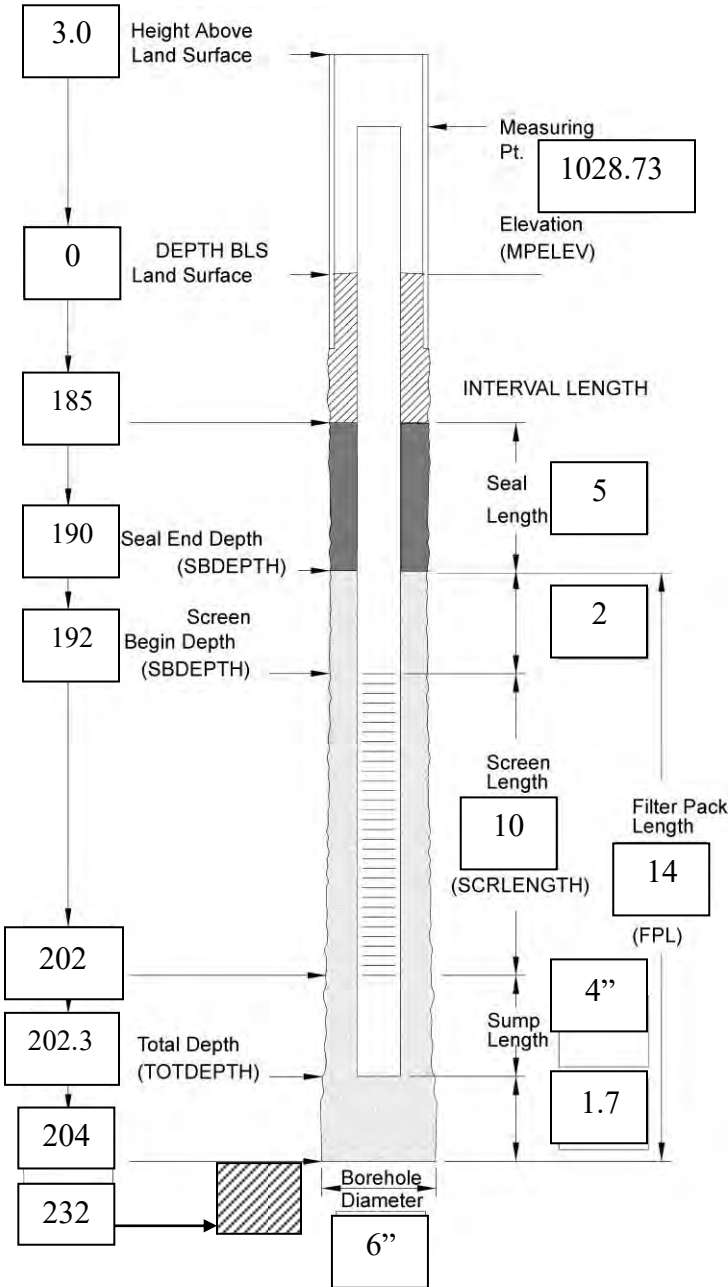 3.0
Height Above
Land Surface
Measuring
Pt.
1028.73
Elevation
(MPELEV)
0
DEPTH BLS
Land Surface
185
INTERVAL LENGTH
Seal
Length
5
190
Seal End Depth
(SBDEPTH)
2
192
Screen
Begin Depth
(SBDEPTH)
Screen
Length
10
(SCRLENGTH)
Filter Pack
Length
14
(FPL)
202
4”
Sump
Length
202.3
Total Depth
(TOTDEPTH)
1.7
204
232
Borehole
Diameter
6”